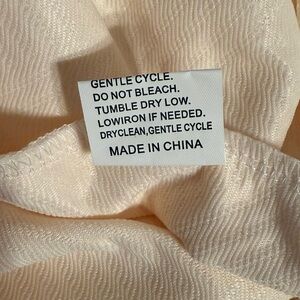 GENTLE CYCLE.
DO NOT BLEACH.
TUMBLE DRY LOW.
LOWIRON IF NEEDED.
DRYCLEAN,GENTLE CYCLE
MADE IN CHINA